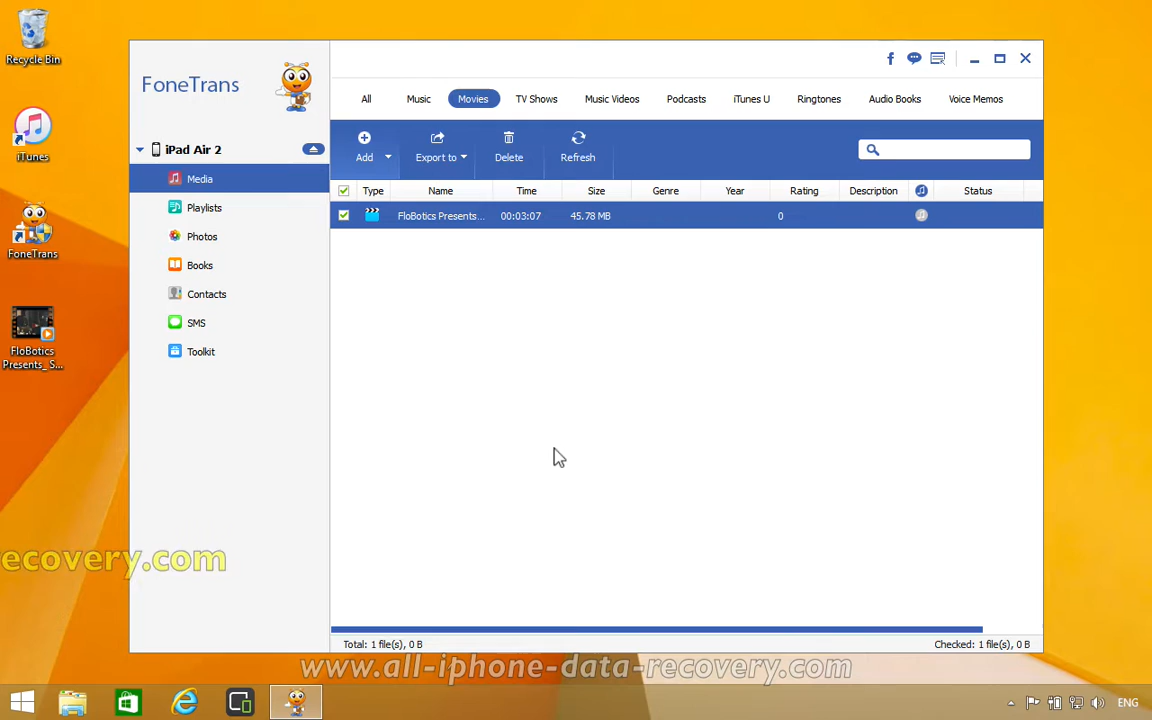 Recycle Bin
iTunes
FoneTrans
FloBotics
Presents_ S...
FoneTrans
iPad Air 2
Media
Playlists
Photos
Books
Contacts
SMS
Toolkit
All Music Movies TV Shows Music Videos Podcasts iTunes U Ringtones Audio Books Voice Memos
Add Export to Delete Refresh
Type Name Time Size Genre Year Rating Description Status
FloBotics Presents... 00:03:07 45.78 MB 0
Total: 1 file(s), 0 B Checked: 1 file(s), 0 B
recovery.com
www.all-iphone-data-recovery.com
ENG